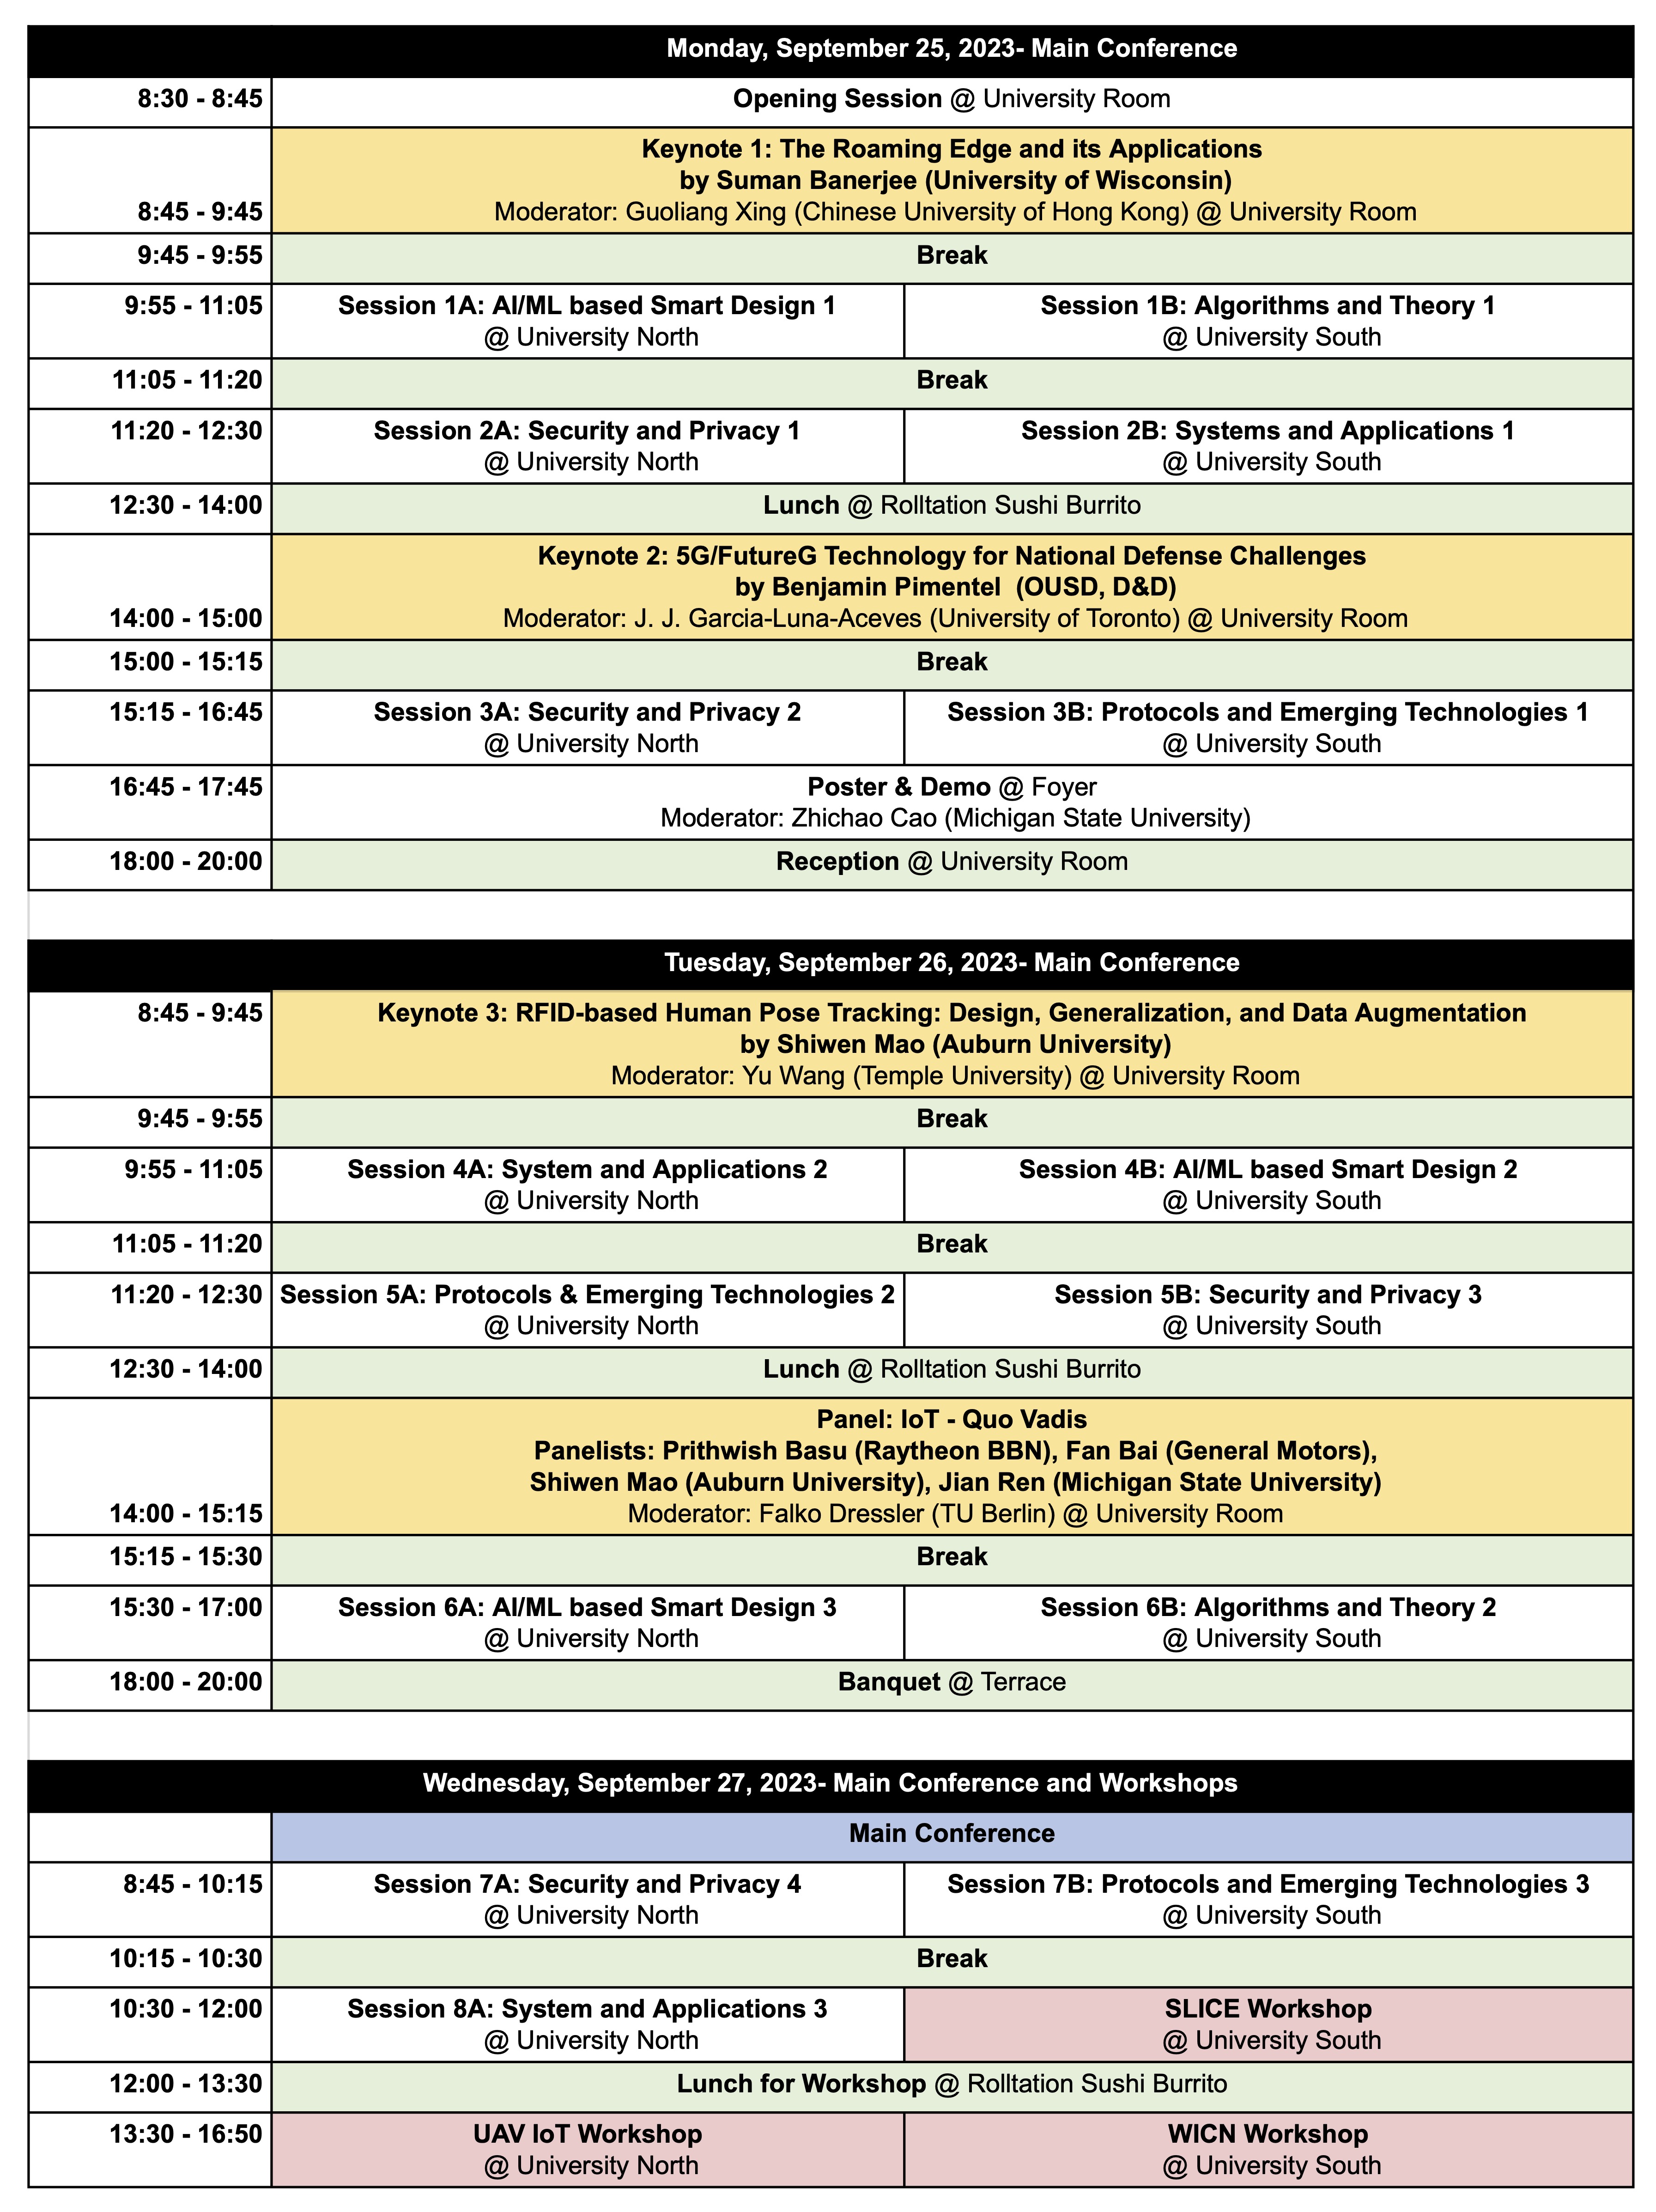 Monday, September 25, 2023- Main Conference
8:30 - 8:45
Opening Session @ University Room
Keynote 1: The Roaming Edge and its Applications
by Suman Banerjee (University of Wisconsin)
8:45 - 9:45
Moderator: Guoliang Xing (Chinese University of Hong Kong) @ University Room
9:45 - 9:55
Break
9:55 - 11:05
Session 1A: AI/ML based Smart Design 1
@ University North
Session 1B: Algorithms and Theory 1
@ University South
11:05 - 11:20
Break
11:20 - 12:30
Session 2A: Security and Privacy 1
@ University North
Session 2B: Systems and Applications 1
@ University South
12:30 - 14:00
Lunch @ Rolltation Sushi Burrito
Keynote 2: 5G/FutureG Technology for National Defense Challenges
by Benjamin Pimentel  (OUSD, D&D)
14:00 - 15:00
Moderator: J. J. Garcia-Luna-Aceves (University of Toronto) @ University Room
15:00 - 15:15
Break
15:15 - 16:45
Session 3A: Security and Privacy 2
@ University North
Session 3B: Protocols and Emerging Technologies 1
@ University South
16:45 - 17:45
Poster & Demo @ Foyer
Moderator: Zhichao Cao (Michigan State University)
18:00 - 20:00
Reception @ University Room
Tuesday, September 26, 2023- Main Conference
8:45 - 9:45
Keynote 3: RFID-based Human Pose Tracking: Design, Generalization, and Data Augmentation
by Shiwen Mao (Auburn University)
Moderator: Yu Wang (Temple University) @ University Room
9:45 - 9:55
Break
9:55 - 11:05
Session 4A: System and Applications 2
@ University North
Session 4B: AI/ML based Smart Design 2
@ University South
11:05 - 11:20
Break
11:20 - 12:30
Session 5A: Protocols & Emerging Technologies 2
@ University North
Session 5B: Security and Privacy 3
@ University South
12:30 - 14:00
Lunch @ Rolltation Sushi Burrito
Panel: IoT - Quo Vadis
Panelists: Prithwish Basu (Raytheon BBN), Fan Bai (General Motors),
Shiwen Mao (Auburn University), Jian Ren (Michigan State University)
14:00 - 15:15
Moderator: Falko Dressler (TU Berlin) @ University Room
15:15 - 15:30
Break
15:30 - 17:00
Session 6A: AI/ML based Smart Design 3
@ University North
Session 6B: Algorithms and Theory 2
@ University South
18:00 - 20:00
Banquet @ Terrace
Wednesday, September 27, 2023- Main Conference and Workshops
Main Conference
8:45 - 10:15
Session 7A: Security and Privacy 4
@ University North
Session 7B: Protocols and Emerging Technologies 3
@ University South
10:15 - 10:30
Break
10:30 - 12:00
Session 8A: System and Applications 3
@ University North
SLICE Workshop
@ University South
12:00 - 13:30
Lunch for Workshop @ Rolltation Sushi Burrito
13:30 - 16:50
UAV IoT Workshop
@ University North
WICN Workshop
@ University South